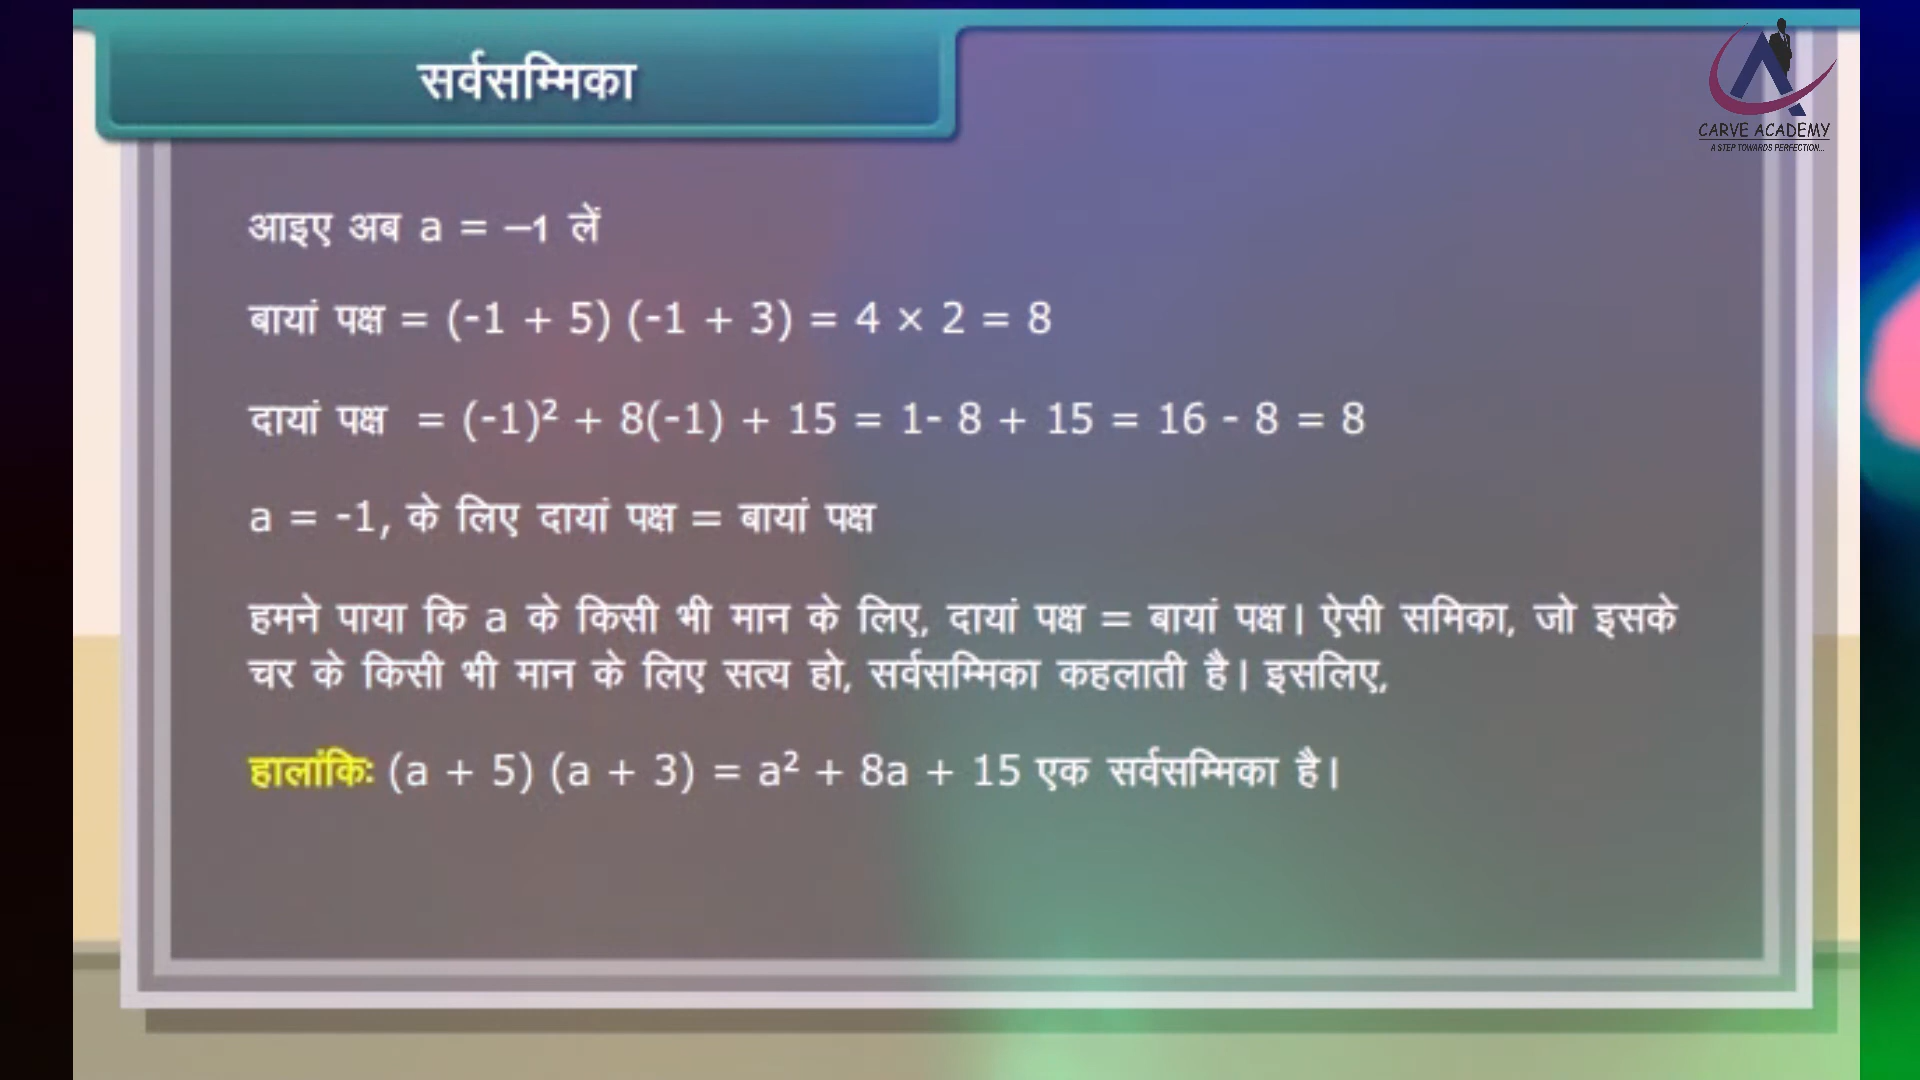 सर्वसम्मिका
CARVE ACADEMY
A STEP TOWARDS PERFECTION...
आइए अब a = –1 लें
बायां पक्ष = (-1 + 5) (-1 + 3) = 4 × 2 = 8
दायां पक्ष = (-1)² + 8(-1) + 15 = 1- 8 + 15 = 16 - 8 = 8
a = -1, के लिए दायां पक्ष = बायां पक्ष
हमने पाया कि a के किसी भी मान के लिए, दायां पक्ष = बायां पक्ष। ऐसी समिका, जो इसके
चर के किसी भी मान के लिए सत्य हो, सर्वसम्मिका कहलाती है। इसलिए,
हालांकिः (a + 5) (a + 3) = a² + 8a + 15 एक सर्वसम्मिका है।